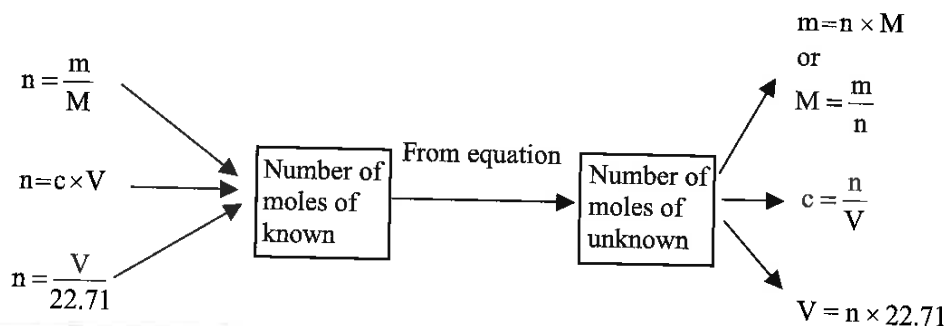 n = m/M
n=c×V
n = V/22.71
Number of
moles of
known
From equation
Number of
moles of
unknown
m=n × M
or
M = m/n
c = n/V
V = n × 22.71